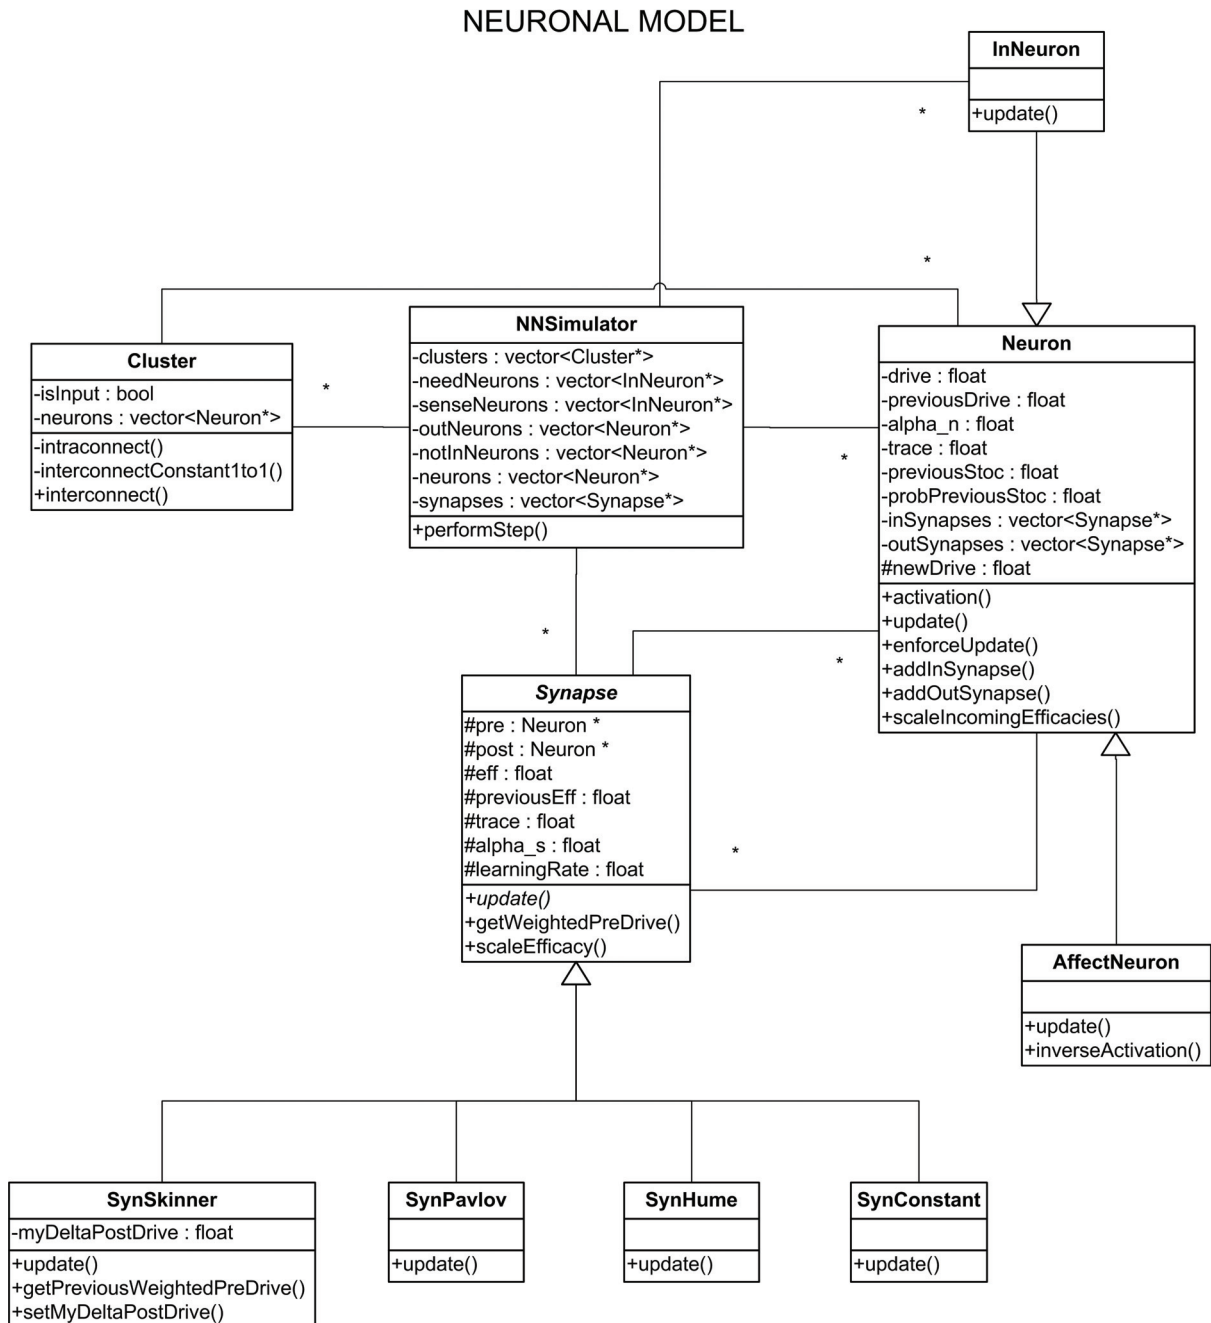 NEURONAL MODEL
InNeuron
+update()
*
*
NNSimulator
-clusters : vector<Cluster*>
-needNeurons : vector<InNeuron*>
-senseNeurons : vector<InNeuron*>
-outNeurons : vector<Neuron*>
-notInNeurons : vector<Neuron*>
-neurons : vector<Neuron*>
-synapses : vector<Synapse*>
+performStep()
Cluster
-isInput : bool
-neurons : vector<Neuron*>
-intraconnect()
-interconnectConstant1to1()
+interconnect()
*
Neuron
-drive : float
-previousDrive : float
-alpha_n : float
-trace : float
-previousStoc : float
-probPreviousStoc : float
-inSynapses : vector<Synapse*>
-outSynapses : vector<Synapse*>
#newDrive : float
+activation()
+update()
+enforceUpdate()
+addInSynapse()
+addOutSynapse()
+scaleIncomingEfficacies()
*
*
*
Synapse
#pre : Neuron *
#post : Neuron *
#eff : float
#previousEff : float
#trace : float
#alpha_s : float
#learningRate : float
+update()
+getWeightedPreDrive()
+scaleEfficacy()
*
AffectNeuron
+update()
+inverseActivation()
SynSkinner
-myDeltaPostDrive : float
+update()
+getPreviousWeightedPreDrive()
+setMyDeltaPostDrive()
SynPavlov
+update()
SynHume
+update()
SynConstant
+update()